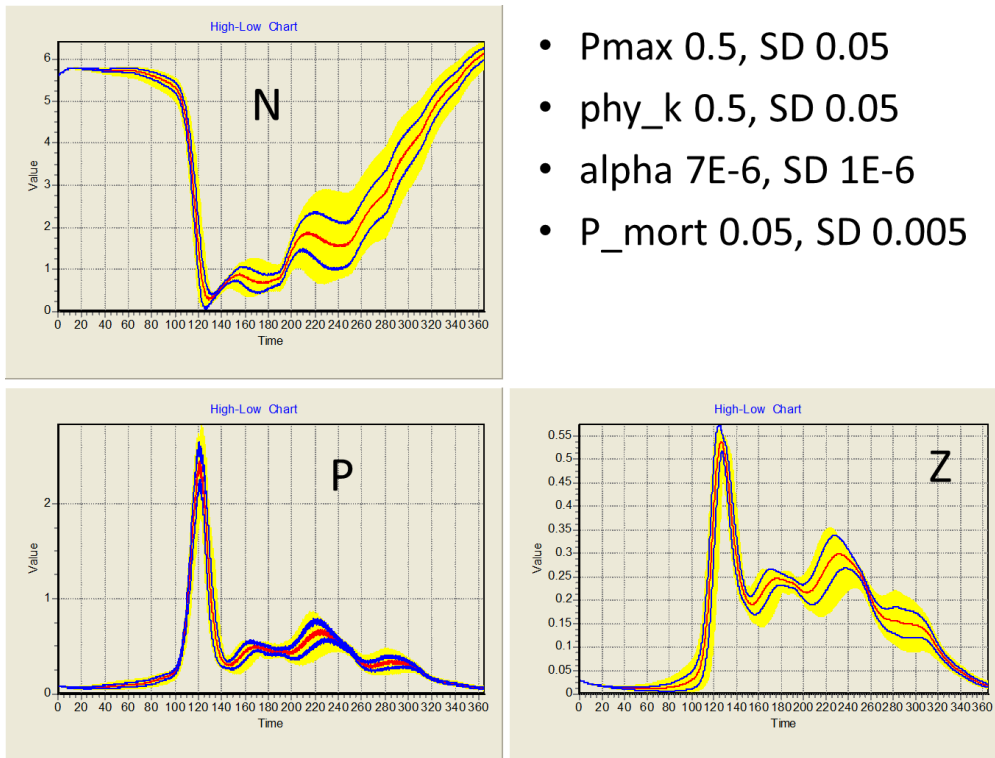 High-Low Chart
N
6
5
4
3
2
1
0
Value
0 20 40 60 80 100 120 140 160 180 200 220 240 260 280 300 320 340 360
Time
• Pmax 0.5, SD 0.05
• phy_k 0.5, SD 0.05
• alpha 7E-6, SD 1E-6
• P_mort 0.05, SD 0.005
High-Low Chart
P
2
1
0
Value
0 20 40 60 80 100 120 140 160 180 200 220 240 260 280 300 320 340 360
Time
High-Low Chart
Z
0.55
0.5
0.45
0.4
0.35
0.3
0.25
0.2
0.15
0.1
0.05
0
Value
0 20 40 60 80 100 120 140 160 180 200 220 240 260 280 300 320 340 360
Time